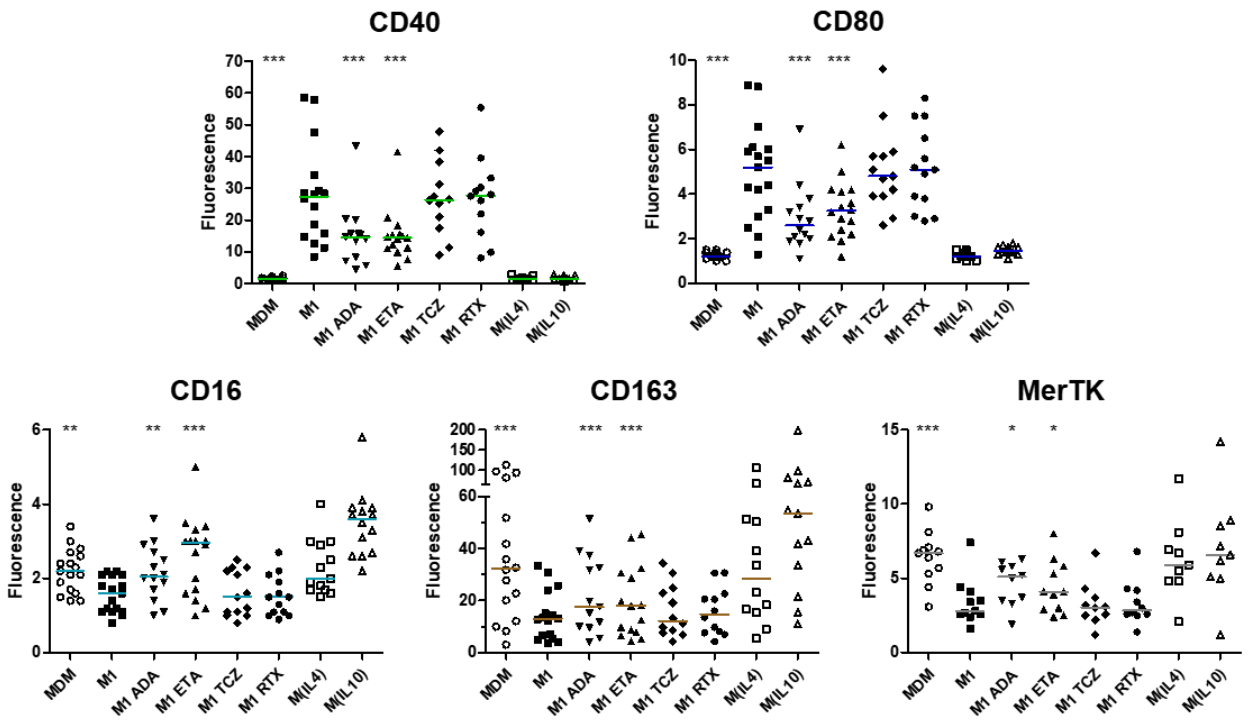 CD40
***
***
***
Fluorescence
70
60
50
40
30
20
10
0
MDM
M1
M1 ADA
M1 ETA
M1 TCZ
M1 RTX
M(IL4)
M(IL10)
CD80
***
***
***
Fluorescence
10
8
6
4
2
0
MDM
M1
M1 ADA
M1 ETA
M1 TCZ
M1 RTX
M(IL4)
M(IL10)
CD16
**
**
***
Fluorescence
6
4
2
0
MDM
M1
M1 ADA
M1 ETA
M1 TCZ
M1 RTX
M(IL4)
M(IL10)
CD163
***
***
***
Fluorescence
200
150
100
60
40
20
0
MDM
M1
M1 ADA
M1 ETA
M1 TCZ
M1 RTX
M(IL4)
M(IL10)
MerTK
***
*
*
Fluorescence
15
10
5
0
MDM
M1
M1 ADA
M1 ETA
M1 TCZ
M1 RTX
M(IL4)
M(IL10)